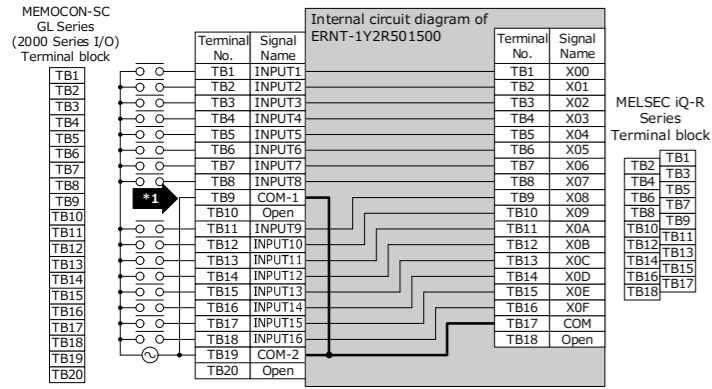 MEMOCON-SC
GL Series
(2000 Series I/O)
Terminal block
TB1
TB2
TB3
TB4
TB5
TB6
TB7
TB8
TB9
TB10
TB11
TB12
TB13
TB14
TB15
TB16
TB17
TB18
TB19
TB20
*1
Internal circuit diagram of
ERNT-1Y2R501500
Terminal No. Signal Name
TB1 INPUT1
TB2 INPUT2
TB3 INPUT3
TB4 INPUT4
TB5 INPUT5
TB6 INPUT6
TB7 INPUT7
TB8 INPUT8
TB9 COM-1
TB10 Open
TB11 INPUT9
TB12 INPUT10
TB13 INPUT11
TB14 INPUT12
TB15 INPUT13
TB16 INPUT14
TB17 INPUT15
TB18 INPUT16
TB19 COM-2
TB20 Open
Terminal No. Signal Name
TB1 X00
TB2 X01
TB3 X02
TB4 X03
TB5 X04
TB6 X05
TB7 X06
TB8 X07
TB9 X08
TB10 X09
TB11 X0A
TB12 X0B
TB13 X0C
TB14 X0D
TB15 X0E
TB16 X0F
TB17 COM
TB18 Open
MELSEC iQ-R
Series
Terminal block
TB1
TB2
TB3
TB4
TB5
TB6
TB7
TB8
TB9
TB10
TB11
TB12
TB13
TB14
TB15
TB16
TB17
TB18